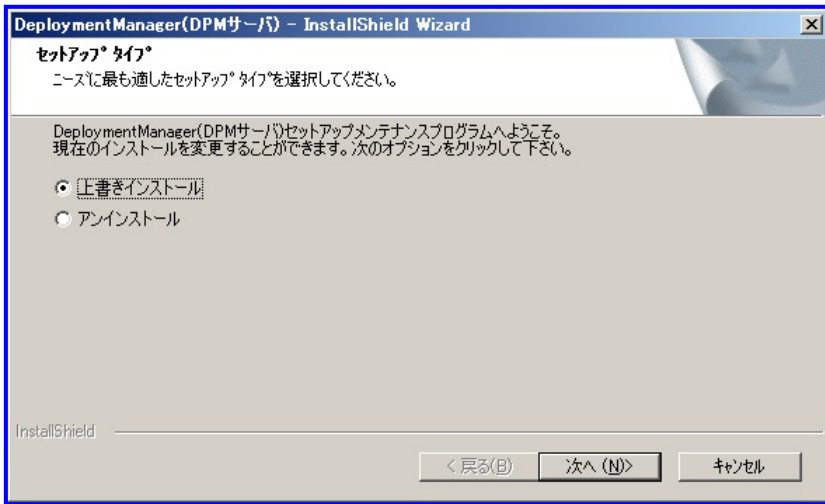 DeploymentManager(DPMサーバ) - InstallShield Wizard
セットアップ タイプ
ニーズに最も適したセットアップ タイプを選択してください。
DeploymentManager(DPMサーバ)セットアップメンテナンスプログラムへようこそ。
現在のインストールを変更することができます。次のオプションをクリックして下さい。
上書きインストール
アンインストール
InstallShield
< 戻る(B) 次へ (N)> キャンセル